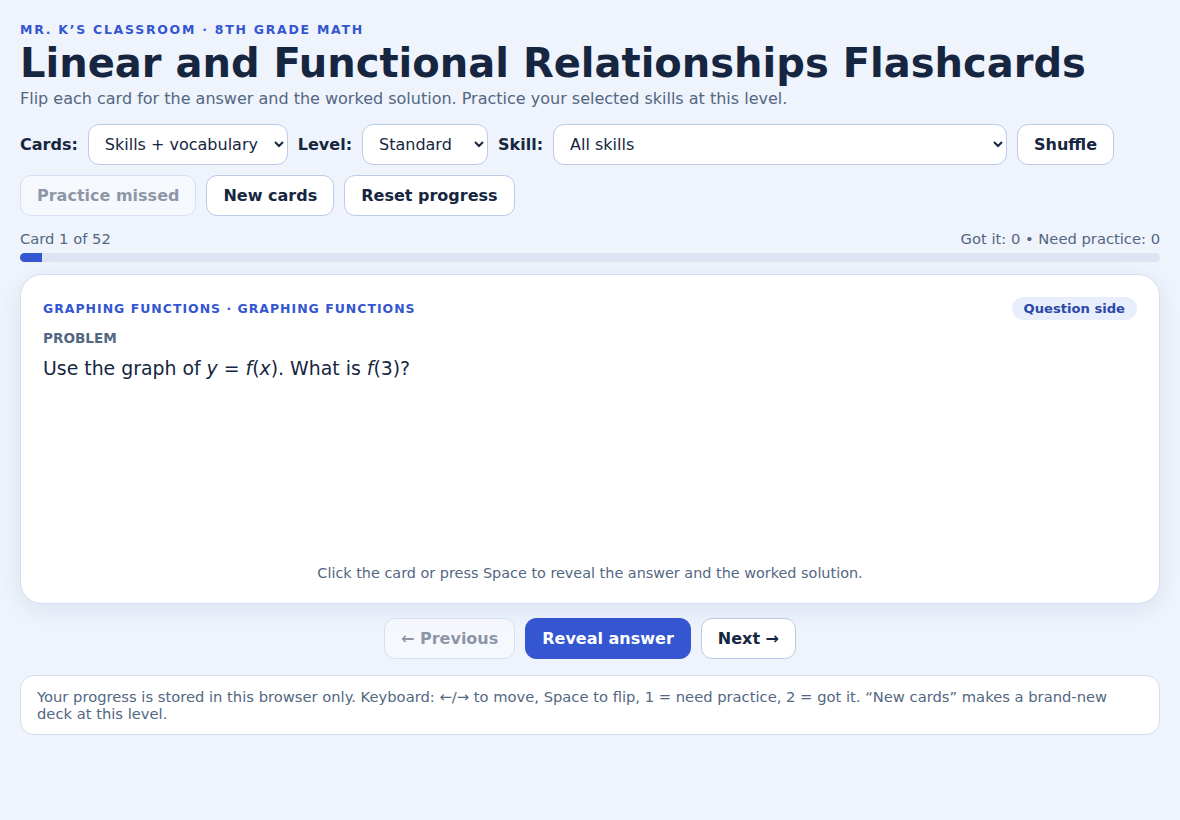 MR. K’S CLASSROOM · 8TH GRADE MATH
Linear and Functional Relationships Flashcards
Flip each card for the answer and the worked solution. Practice your selected skills at this level.
Cards: Skills + vocabulary Level: Standard Skill: All skills Shuffle
Practice missed New cards Reset progress
Card 1 of 52 Got it: 0 • Need practice: 0
GRAPHING FUNCTIONS · GRAPHING FUNCTIONS Question side
PROBLEM
Use the graph of y = f(x). What is f(3)?
Click the card or press Space to reveal the answer and the worked solution.
← Previous Reveal answer Next →
Your progress is stored in this browser only. Keyboard: ←/→ to move, Space to flip, 1 = need practice, 2 = got it. “New cards” makes a brand-new
deck at this level.